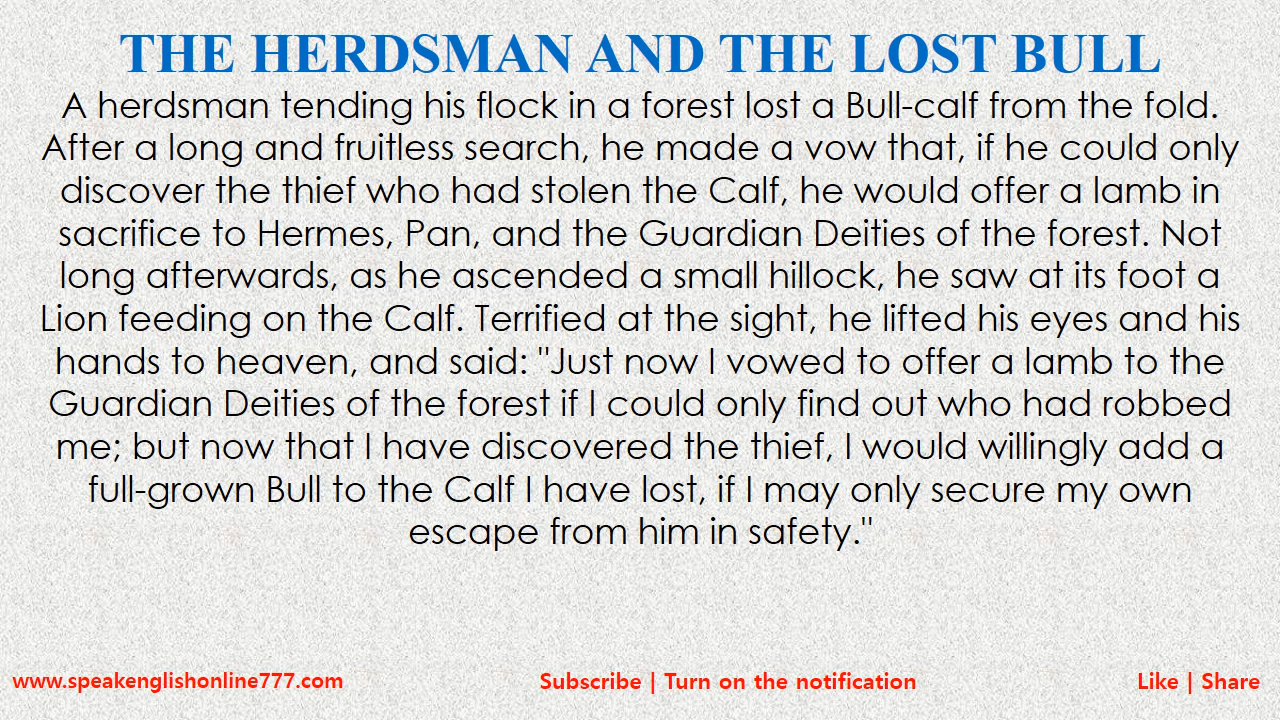 THE HERDSMAN AND THE LOST BULL
A herdsman tending his flock in a forest lost a Bull-calf from the fold.
After a long and fruitless search, he made a vow that, if he could only
discover the thief who had stolen the Calf, he would offer a lamb in
sacrifice to Hermes, Pan, and the Guardian Deities of the forest. Not
long afterwards, as he ascended a small hillock, he saw at its foot a
Lion feeding on the Calf. Terrified at the sight, he lifted his eyes and his
hands to heaven, and said: "Just now I vowed to offer a lamb to the
Guardian Deities of the forest if I could only find out who had robbed
me; but now that I have discovered the thief, I would willingly add a
full-grown Bull to the Calf I have lost, if I may only secure my own
escape from him in safety."
www.speakenglishonline777.com
Subscribe | Turn on the notification
Like | Share